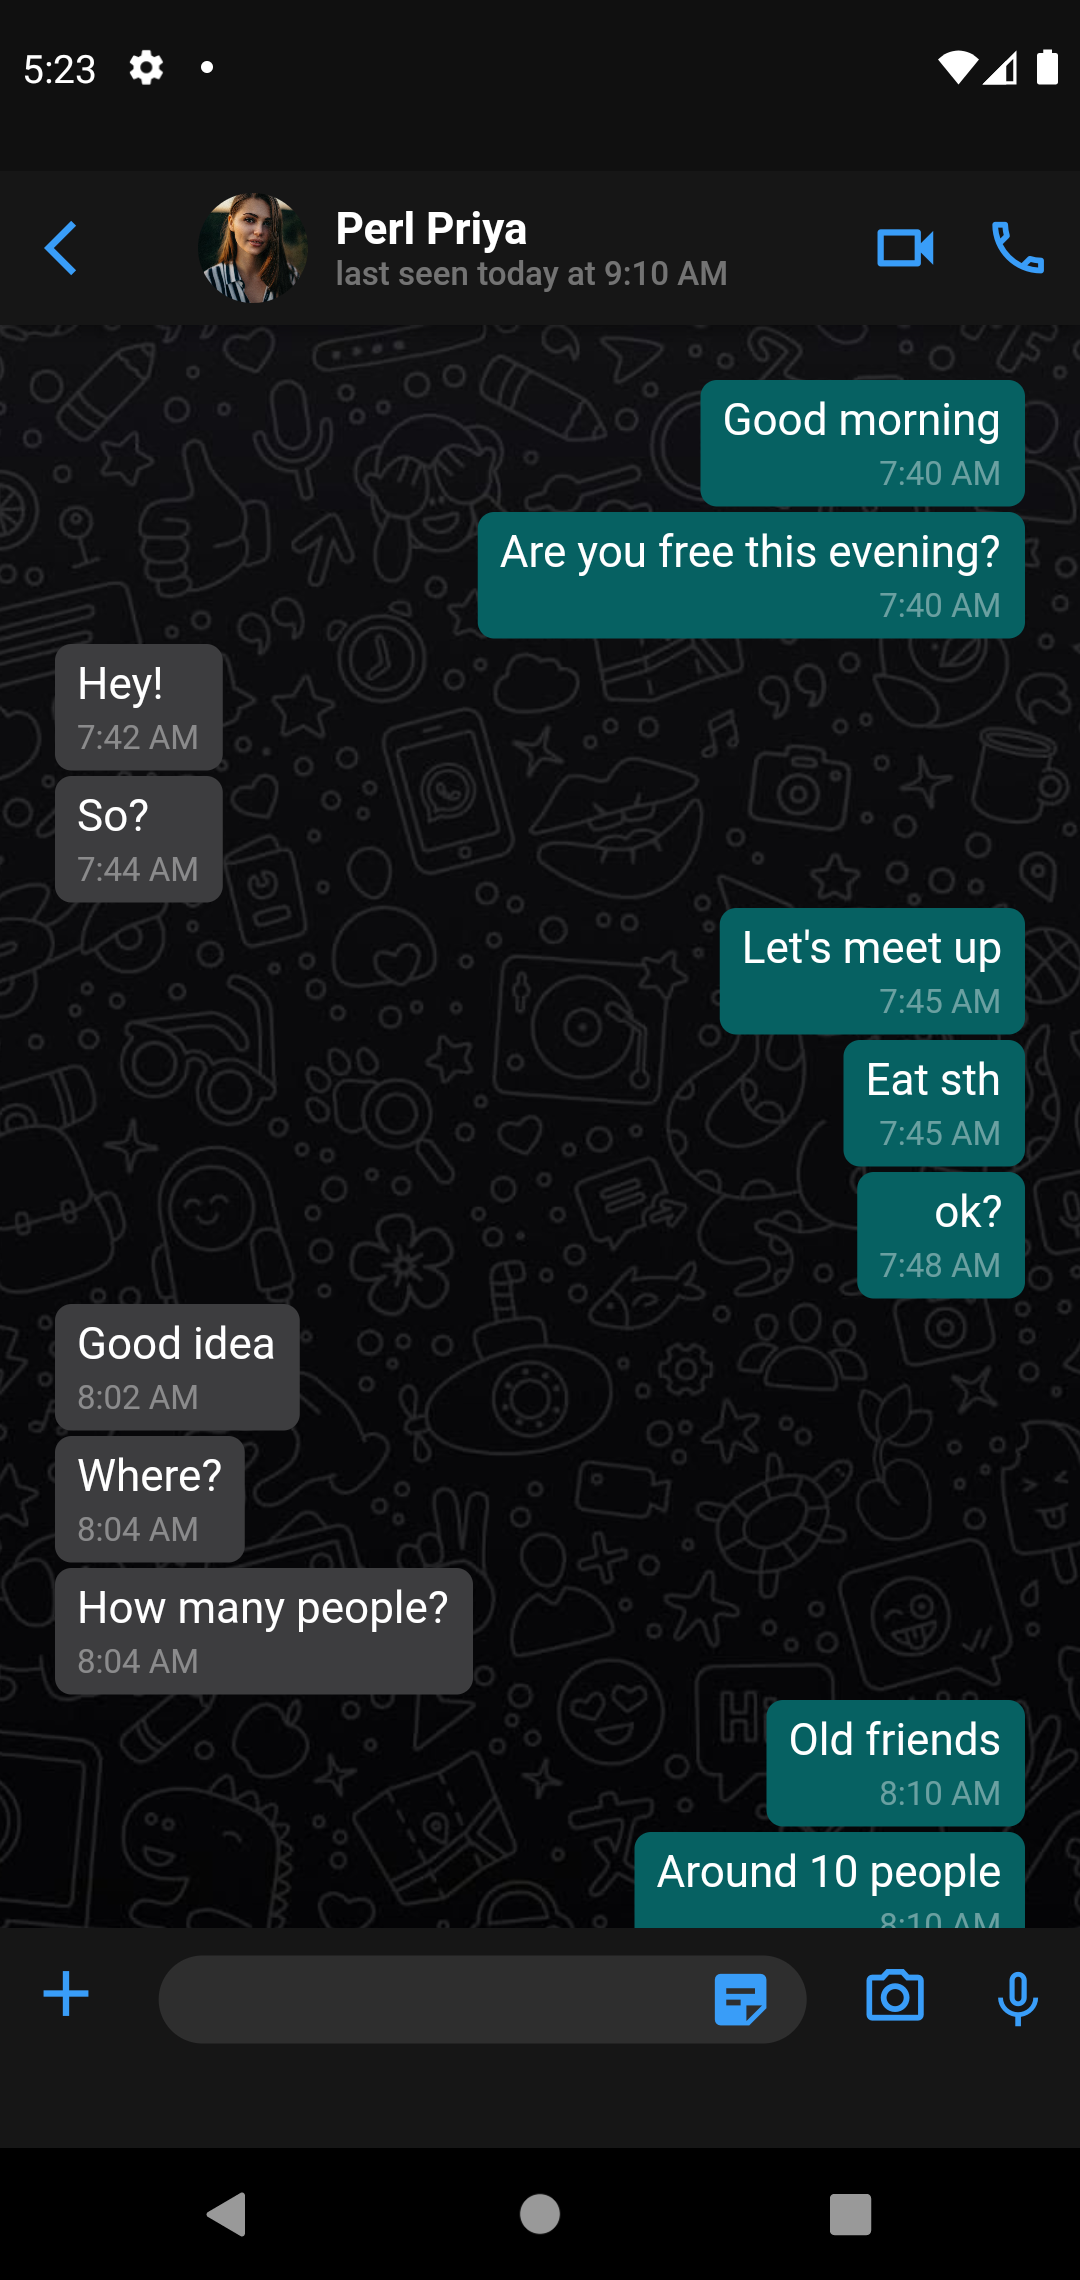 5:23
Perl Priya
last seen today at 9:10 AM
Good morning
7:40 AM
Are you free this evening?
7:40 AM
Hey!
7:42 AM
So?
7:44 AM
Let's meet up
7:45 AM
Eat sth
7:45 AM
ok?
7:48 AM
Good idea
8:02 AM
Where?
8:04 AM
How many people?
8:04 AM
Old friends
8:10 AM
Around 10 people
8:10 AM